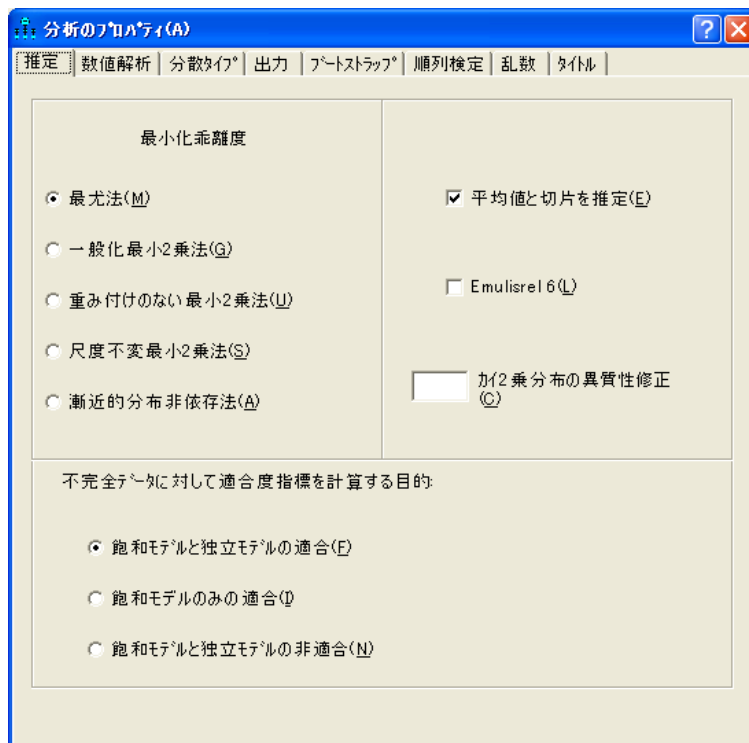 分析のﾌﾟﾛﾊﾟﾃｨ(A)
推定 数値解析 分散ﾀｲﾌﾟ 出力 ﾌﾞｰﾄｽﾄﾗｯﾌﾟ 順列検定 乱数 ﾀｲﾄﾙ
最小化乖離度
最尤法(M)
一般化最小2乗法(G)
重み付けのない最小2乗法(U)
尺度不変最小2乗法(S)
漸近的分布非依存法(A)
平均値と切片を推定(E)
Emulisrel 6(L)
ｶｲ2乗分布の異質性修正
(C)
不完全ﾃﾞｰﾀに対して適合度指標を計算する目的:
飽和ﾓﾃﾞﾙと独立ﾓﾃﾞﾙの適合(F)
飽和モデルのみの適合(I)
飽和ﾓﾃﾞﾙと独立ﾓﾃﾞﾙの非適合(N)